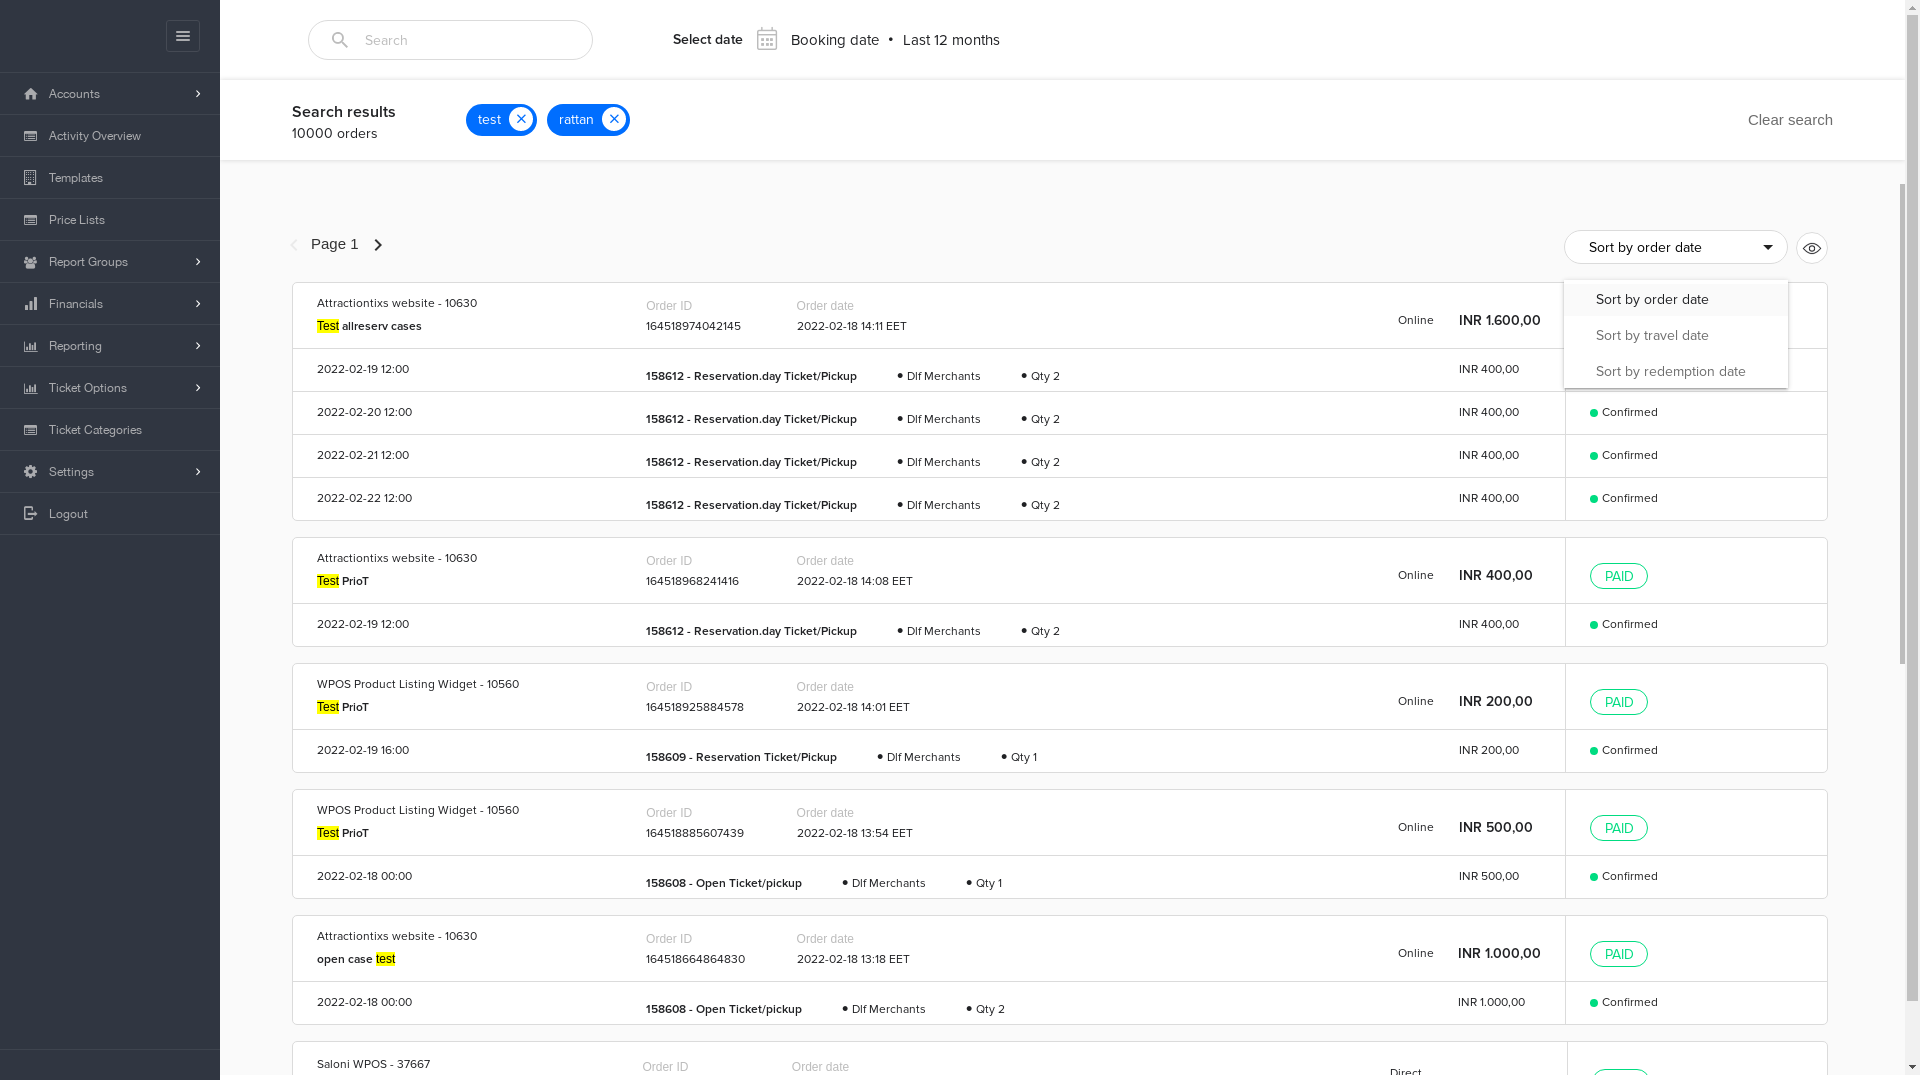 Search
Select date Booking date • Last 12 months
Accounts
Activity Overview
Templates
Price Lists
Report Groups
Financials
Reporting
Ticket Options
Ticket Categories
Settings
Logout
Search results
10000 orders
test
rattan
Clear search
Page 1
Sort by order date
Sort by order date
Sort by travel date
Sort by redemption date
Attractiontixs website - 10630 Order ID Order date
Test allreserv cases 164518974042145 2022-02-18 14:11 EET Online INR 1.600,00
2022-02-19 12:00 158612 - Reservation.day Ticket/Pickup • Dlf Merchants • Qty 2 INR 400,00
2022-02-20 12:00 158612 - Reservation.day Ticket/Pickup • Dlf Merchants • Qty 2 INR 400,00 Confirmed
2022-02-21 12:00 158612 - Reservation.day Ticket/Pickup • Dlf Merchants • Qty 2 INR 400,00 Confirmed
2022-02-22 12:00 158612 - Reservation.day Ticket/Pickup • Dlf Merchants • Qty 2 INR 400,00 Confirmed
Attractiontixs website - 10630 Order ID Order date
Test PrioT 164518968241416 2022-02-18 14:08 EET Online INR 400,00 PAID
2022-02-19 12:00 158612 - Reservation.day Ticket/Pickup • Dlf Merchants • Qty 2 INR 400,00 Confirmed
WPOS Product Listing Widget - 10560 Order ID Order date
Test PrioT 164518925884578 2022-02-18 14:01 EET Online INR 200,00 PAID
2022-02-19 16:00 158609 - Reservation Ticket/Pickup • Dlf Merchants • Qty 1 INR 200,00 Confirmed
WPOS Product Listing Widget - 10560 Order ID Order date
Test PrioT 164518885607439 2022-02-18 13:54 EET Online INR 500,00 PAID
2022-02-18 00:00 158608 - Open Ticket/pickup • Dlf Merchants • Qty 1 INR 500,00 Confirmed
Attractiontixs website - 10630 Order ID Order date
open case test 164518664864830 2022-02-18 13:18 EET Online INR 1.000,00 PAID
2022-02-18 00:00 158608 - Open Ticket/pickup • Dlf Merchants • Qty 2 INR 1.000,00 Confirmed
Saloni WPOS - 37667 Order ID Order date
Direct